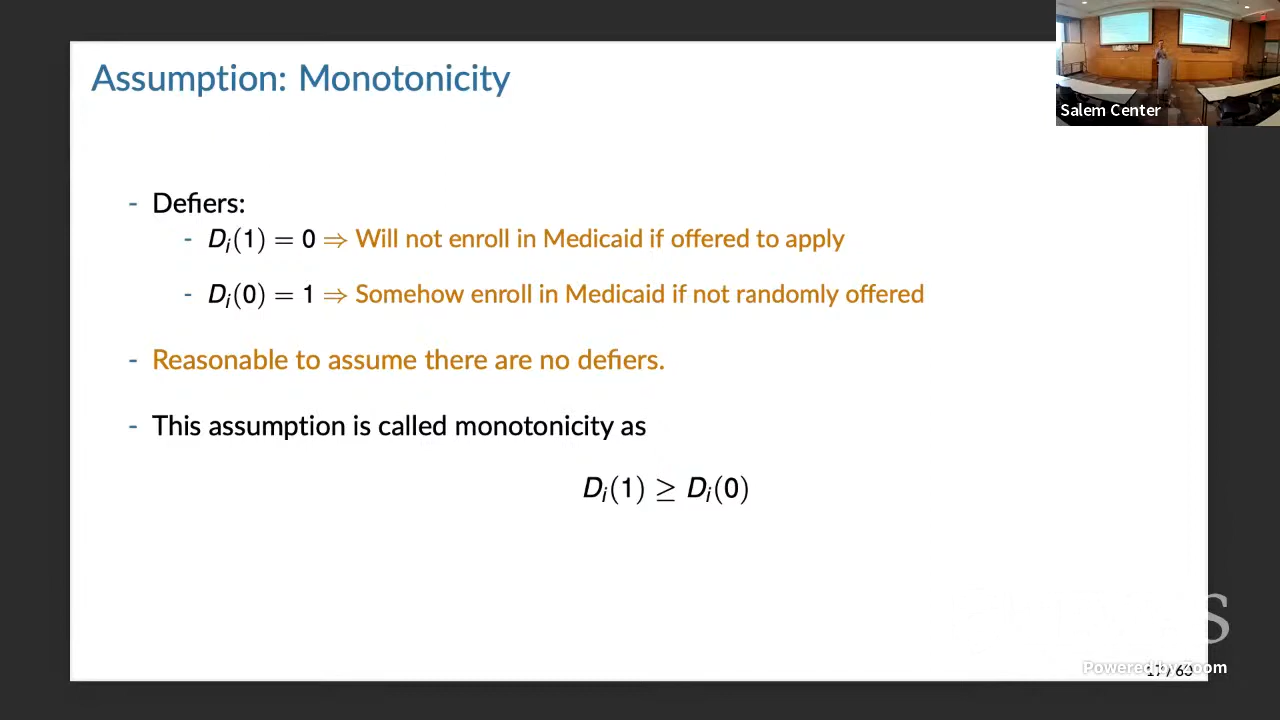 Assumption: Monotonicity
Salem Center
- Defiers:
- Dᵢ(1) = 0 ⇒ Will not enroll in Medicaid if offered to apply
- Dᵢ(0) = 1 ⇒ Somehow enroll in Medicaid if not randomly offered
- Reasonable to assume there are no defiers.
- This assumption is called monotonicity as
Dᵢ(1) ≥ Dᵢ(0)
Powered by Zoom